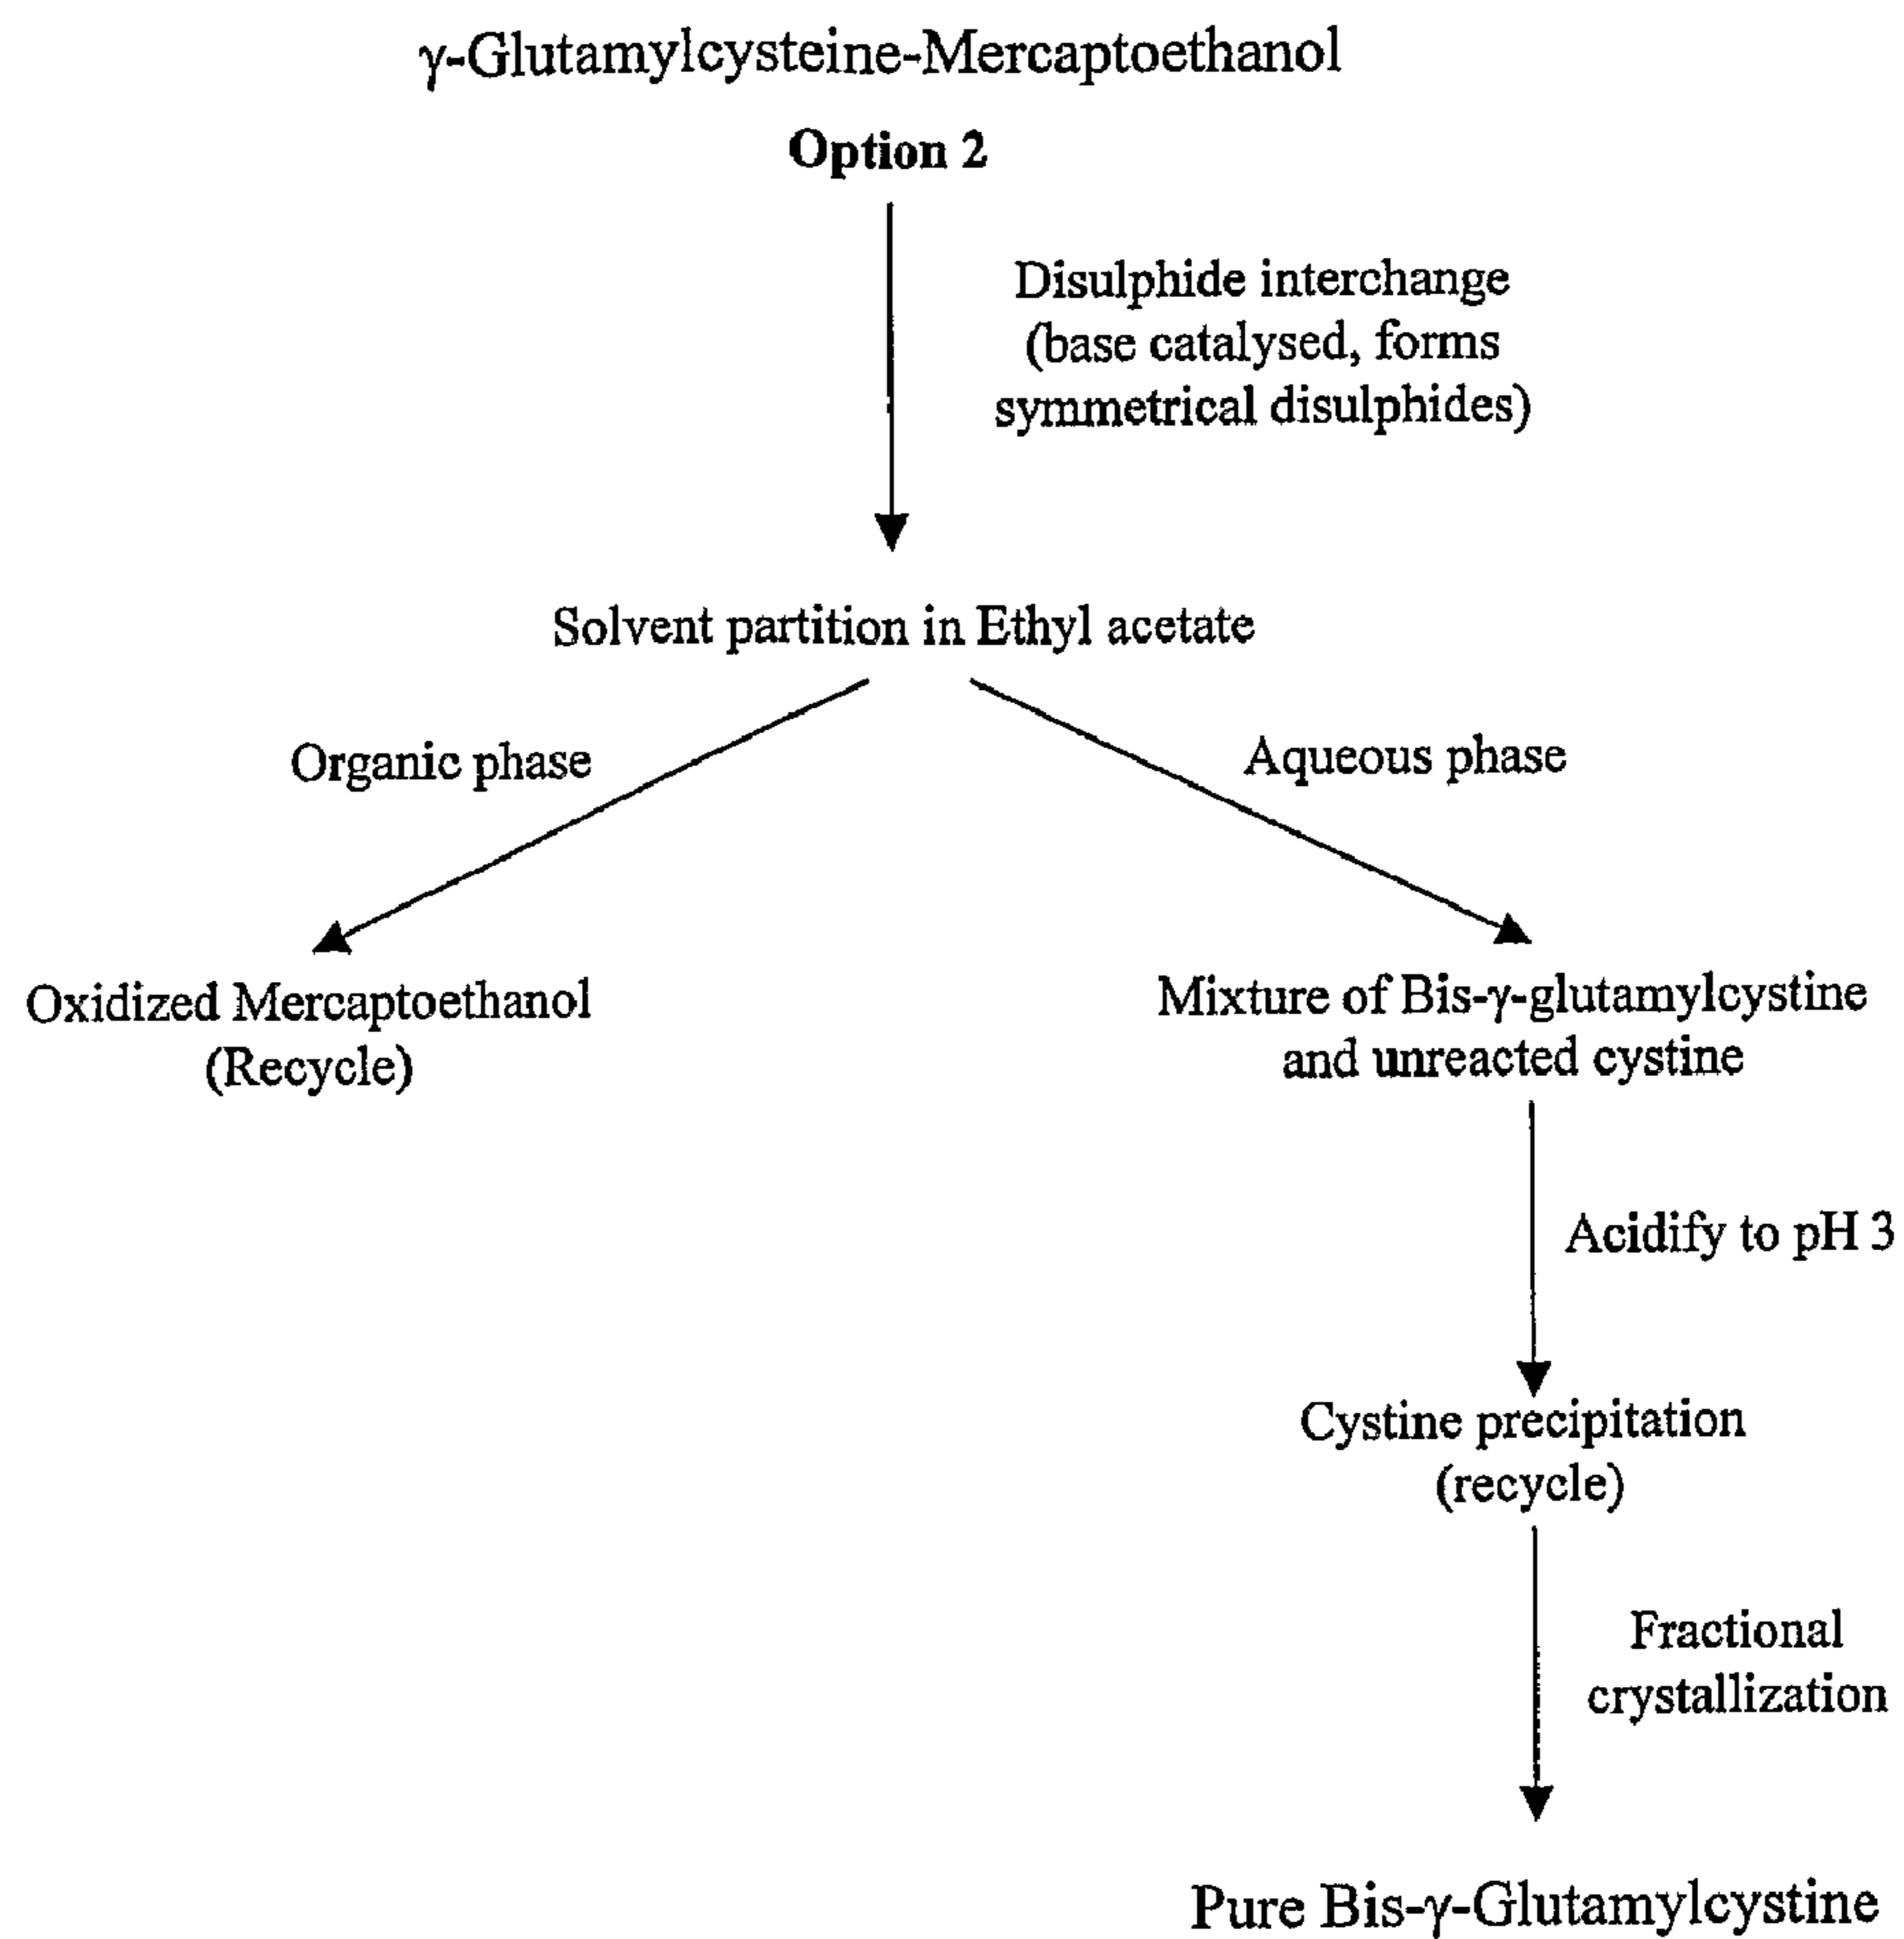 γ-Glutamylcysteine-Mercaptoethanol
Option 2
Disulphide interchange
(base catalysed, forms
symmetrical disulphides)
Solvent partition in Ethyl acetate
Organic phase
Aqueous phase
Oxidized Mercaptoethanol
(Recycle)
Mixture of Bis-γ-glutamylcystine
and unreacted cystine
Acidify to pH 3
Cystine precipitation
(recycle)
Fractional
crystallization
Pure Bis-γ-Glutamylcystine